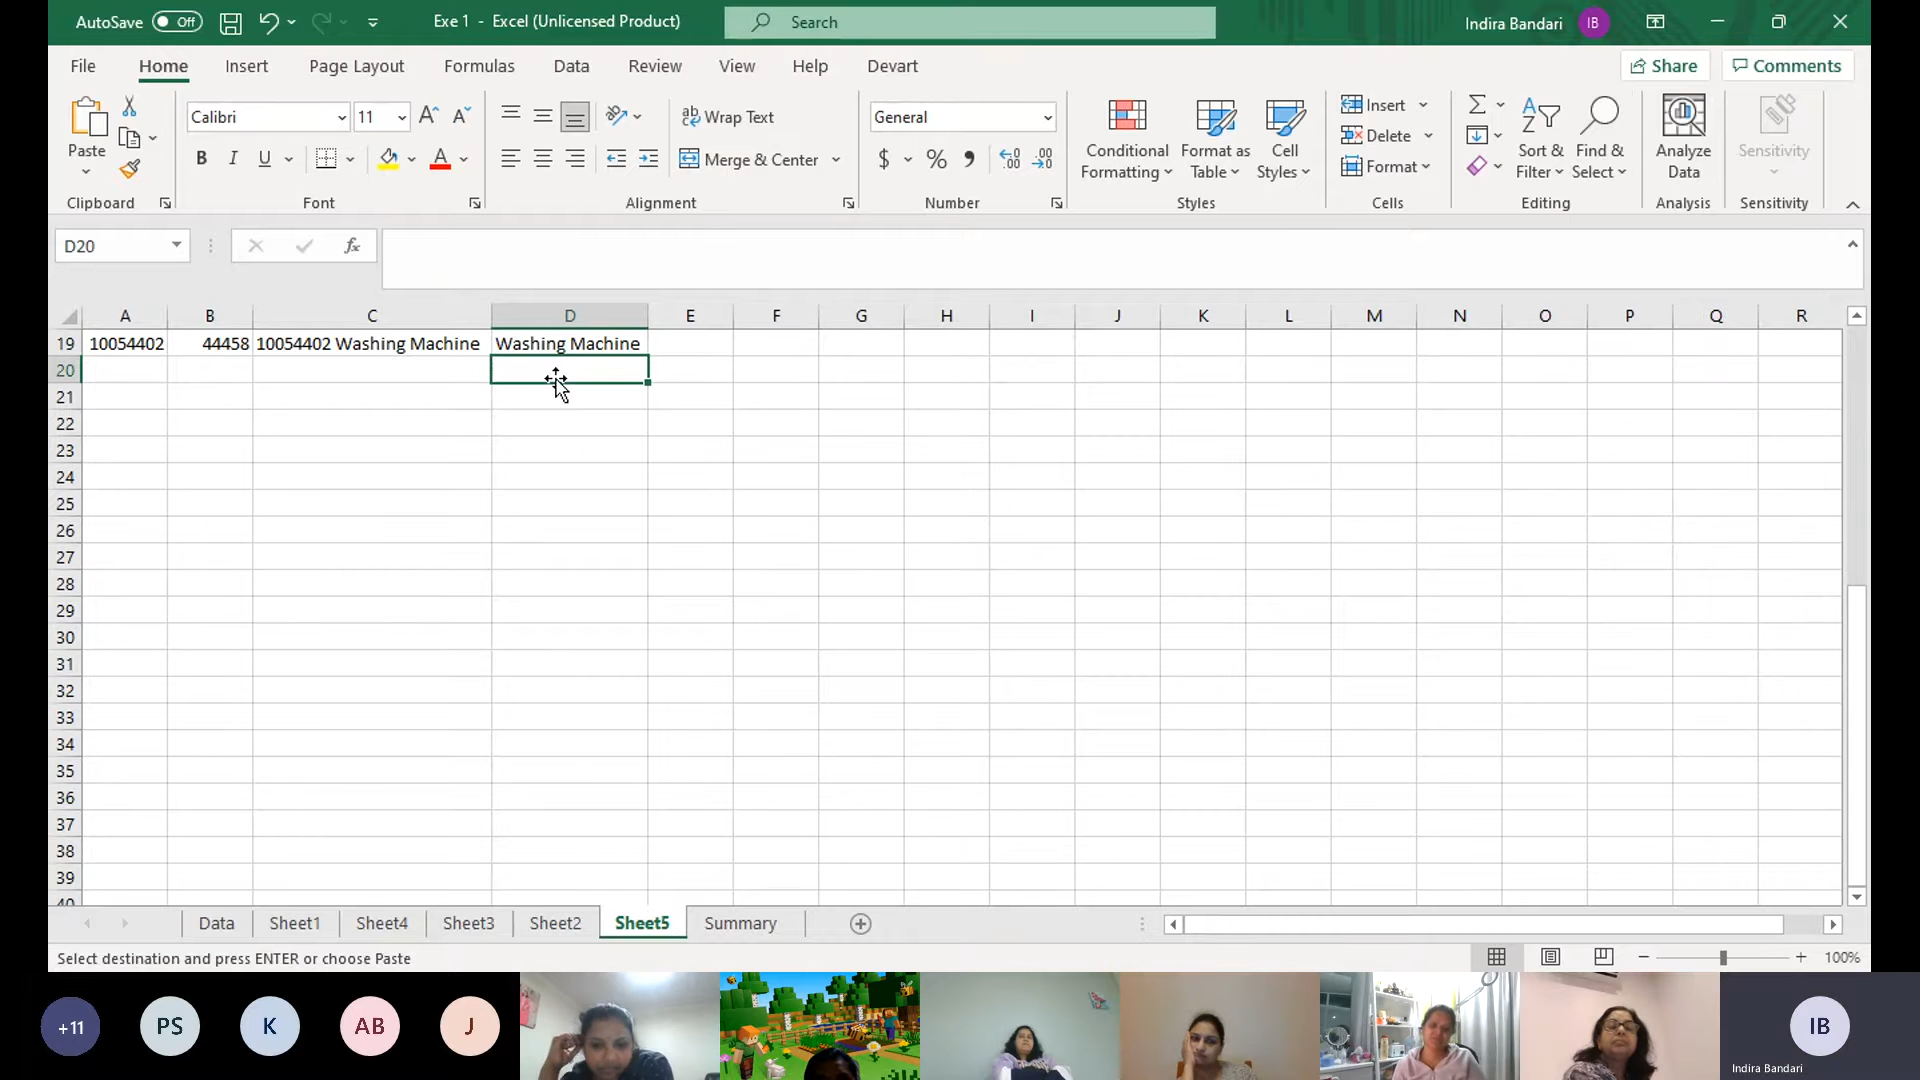 AutoSave Off Exe 1 - Excel (Unlicensed Product) Search Indira Bandari IB
File Home Insert Page Layout Formulas Data Review View Help Devart Share Comments
Paste
Clipboard
Calibri 11 A A
B I U A
Font
ab Wrap Text
Merge & Center
Alignment
General
$ % , .00 .00
Number
Conditional Formatting
Format as Table
Cell Styles
Styles
Insert
Delete
Format
Cells
Sort & Filter
Find & Select
Editing
Analyze Data
Analysis
Sensitivity
Sensitivity
D20 fx
A B C D E F G H I J K L M N O P Q R
19 10054402 44458 10054402 Washing Machine Washing Machine
20
21
22
23
24
25
26
27
28
29
30
31
32
33
34
35
36
37
38
39
40
Data Sheet1 Sheet4 Sheet3 Sheet2 Sheet5 Summary
Select destination and press ENTER or choose Paste 100%
+11 PS K AB J IB
Indira Bandari